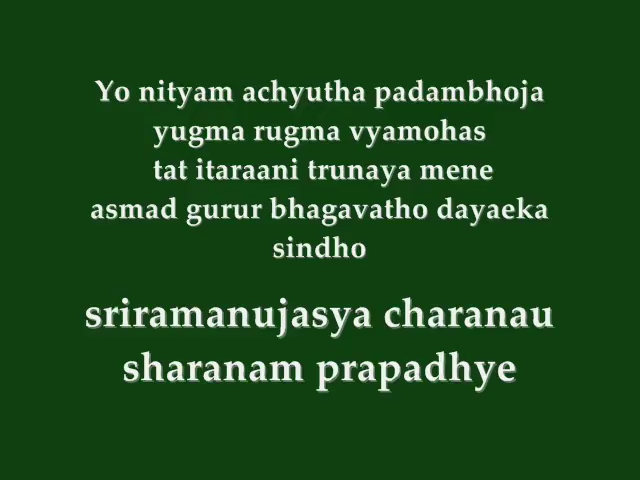 Yo nityam achyutha padambhoja
yugma rugma vyamohas
tat itaraani trunaya mene
asmad gurur bhagavatho dayaeka
sindho
sriramanujasya charanau
sharanam prapadhye